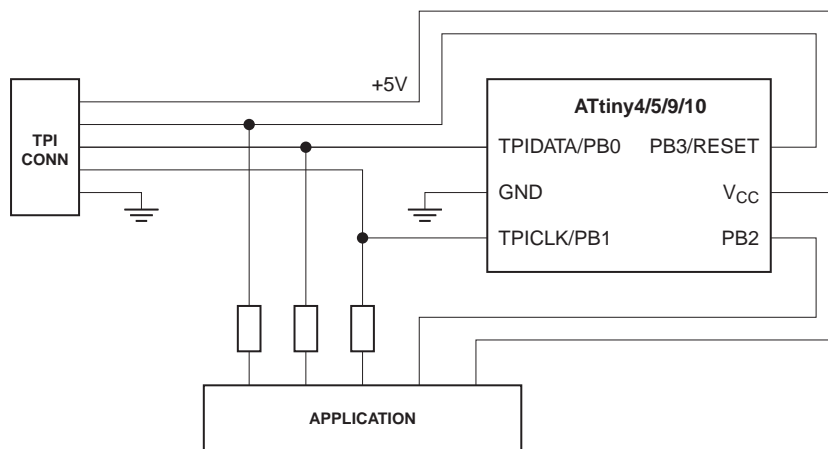 +5V
TPI
CONN
ATtiny4/5/9/10
TPIDATA/PB0 PB3/RESET
GND VCC
TPICLK/PB1 PB2
APPLICATION